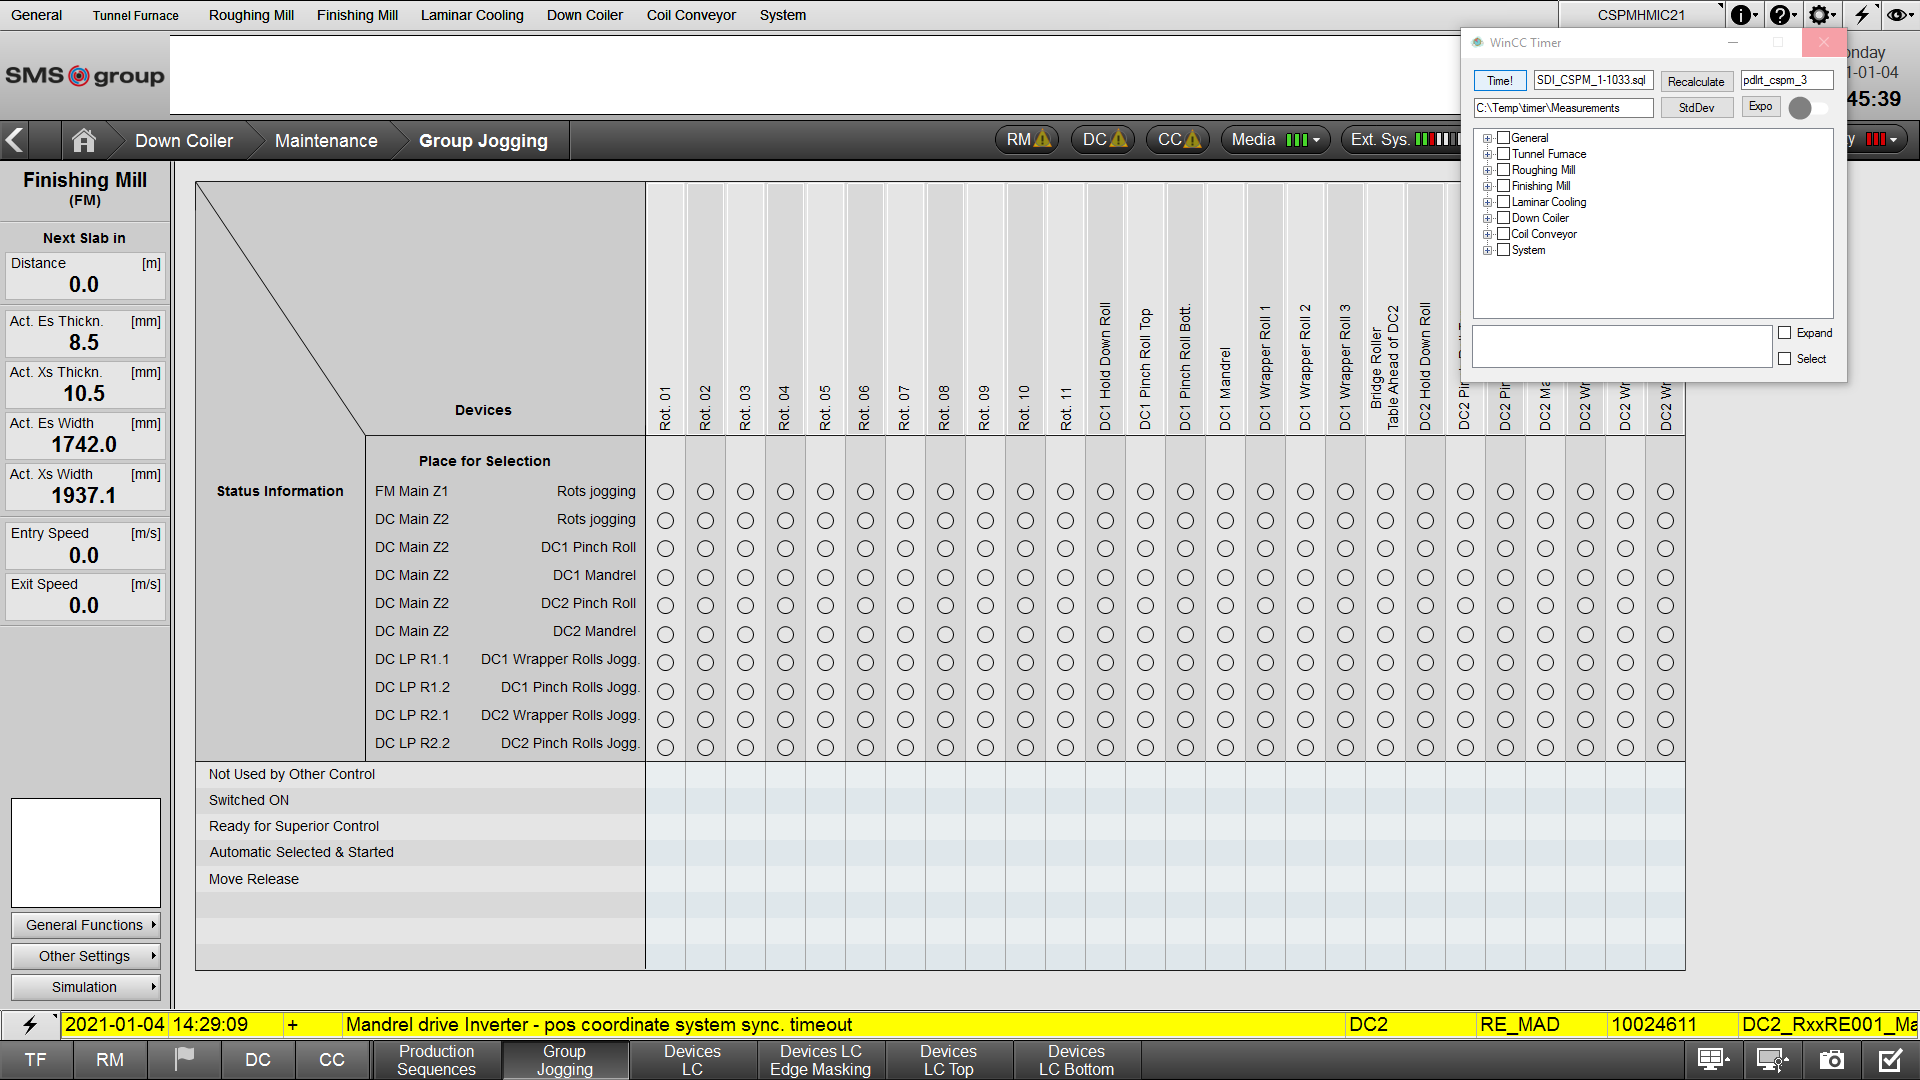 General Tunnel Furnace Roughing Mill Finishing Mill Laminar Cooling Down Coiler Coil Conveyor System CSPMHMIC21
SMS group
WinCC Timer
Time! SDI_CSPM_1-1033.sql Recalculate pdlrt_cspm_3
C:\Temp\timer\Measurements StdDev Expo
General
Tunnel Furnace
Roughing Mill
Finishing Mill
Laminar Cooling
Down Coiler
Coil Conveyor
System
Expand
Select
onday
1-01-04
45:39
Down Coiler Maintenance Group Jogging RM DC CC Media Ext. Sys.
Finishing Mill
(FM)
Next Slab in
Distance [m]
0.0
Act. Es Thickn. [mm]
8.5
Act. Xs Thickn. [mm]
10.5
Act. Es Width [mm]
1742.0
Act. Xs Width [mm]
1937.1
Entry Speed [m/s]
0.0
Exit Speed [m/s]
0.0
General Functions
Other Settings
Simulation
Devices
Rot. 01
Rot. 02
Rot. 03
Rot. 04
Rot. 05
Rot. 06
Rot. 07
Rot. 08
Rot. 09
Rot. 10
Rot. 11
DC1 Hold Down Roll
DC1 Pinch Roll Top
DC1 Pinch Roll Bott.
DC1 Mandrel
DC1 Wrapper Roll 1
DC1 Wrapper Roll 2
DC1 Wrapper Roll 3
Bridge Roller
Table Ahead of DC2
DC2 Hold Down Roll
DC2 Pin
DC2 Pin
DC2 Ma
DC2 Wr
DC2 Wr
DC2 Wr
Place for Selection
Status Information
FM Main Z1 Rots jogging
DC Main Z2 Rots jogging
DC Main Z2 DC1 Pinch Roll
DC Main Z2 DC1 Mandrel
DC Main Z2 DC2 Pinch Roll
DC Main Z2 DC2 Mandrel
DC LP R1.1 DC1 Wrapper Rolls Jogg.
DC LP R1.2 DC1 Pinch Rolls Jogg.
DC LP R2.1 DC2 Wrapper Rolls Jogg.
DC LP R2.2 DC2 Pinch Rolls Jogg.
Not Used by Other Control
Switched ON
Ready for Superior Control
Automatic Selected & Started
Move Release
2021-01-04 14:29:09 + Mandrel drive Inverter - pos coordinate system sync. timeout DC2 RE_MAD 10024611 DC2_RxxRE001_Ma
TF RM DC CC
Production
Sequences
Group
Jogging
Devices
LC
Devices LC
Edge Masking
Devices
LC Top
Devices
LC Bottom